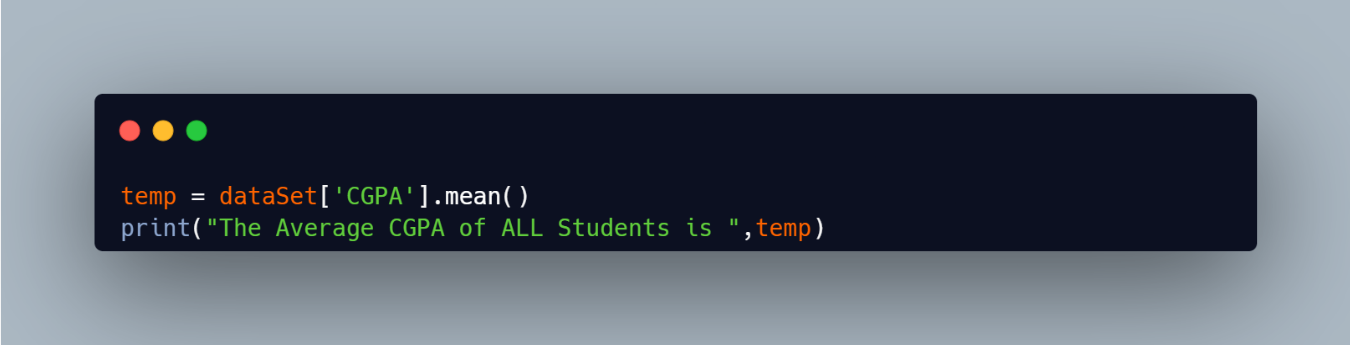 temp = dataSet['CGPA'].mean()
print("The Average CGPA of ALL Students is ",temp)